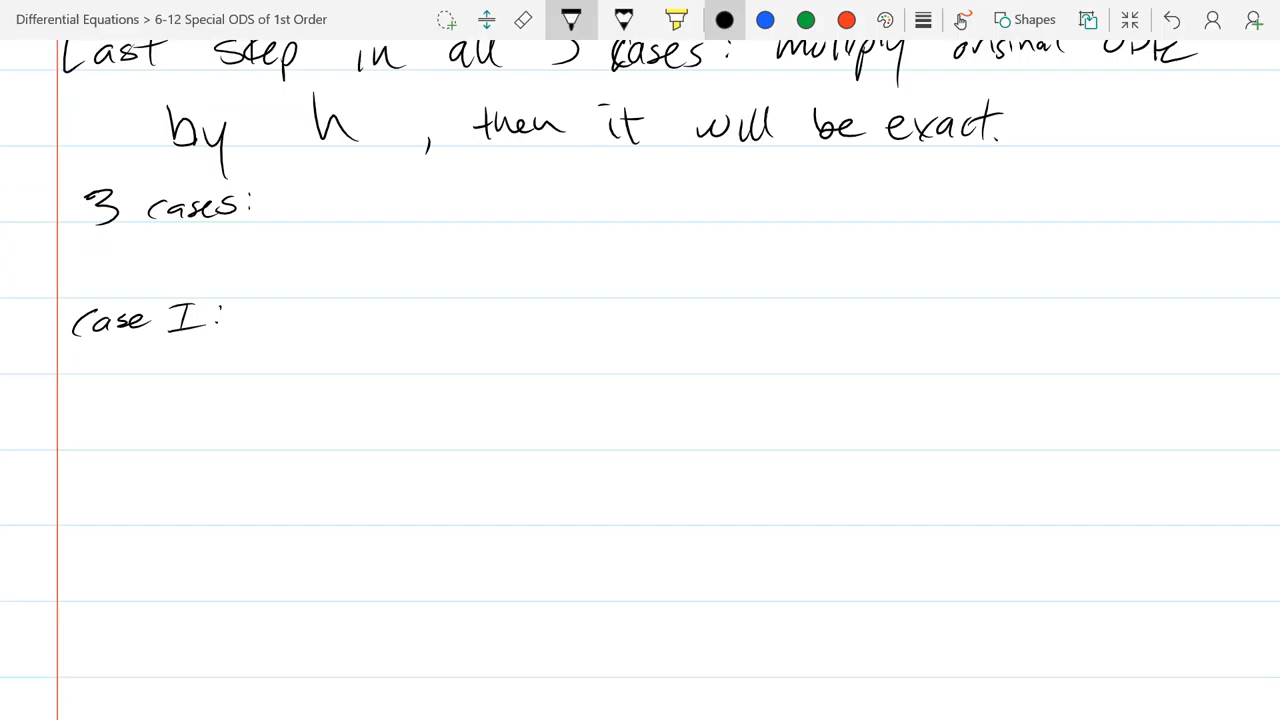 Differential Equations > 6-12 Special ODS of 1st Order
Shapes
Last step in all 3 cases: multiply original ODE
by h, then it will be exact.
3 cases:
case I: